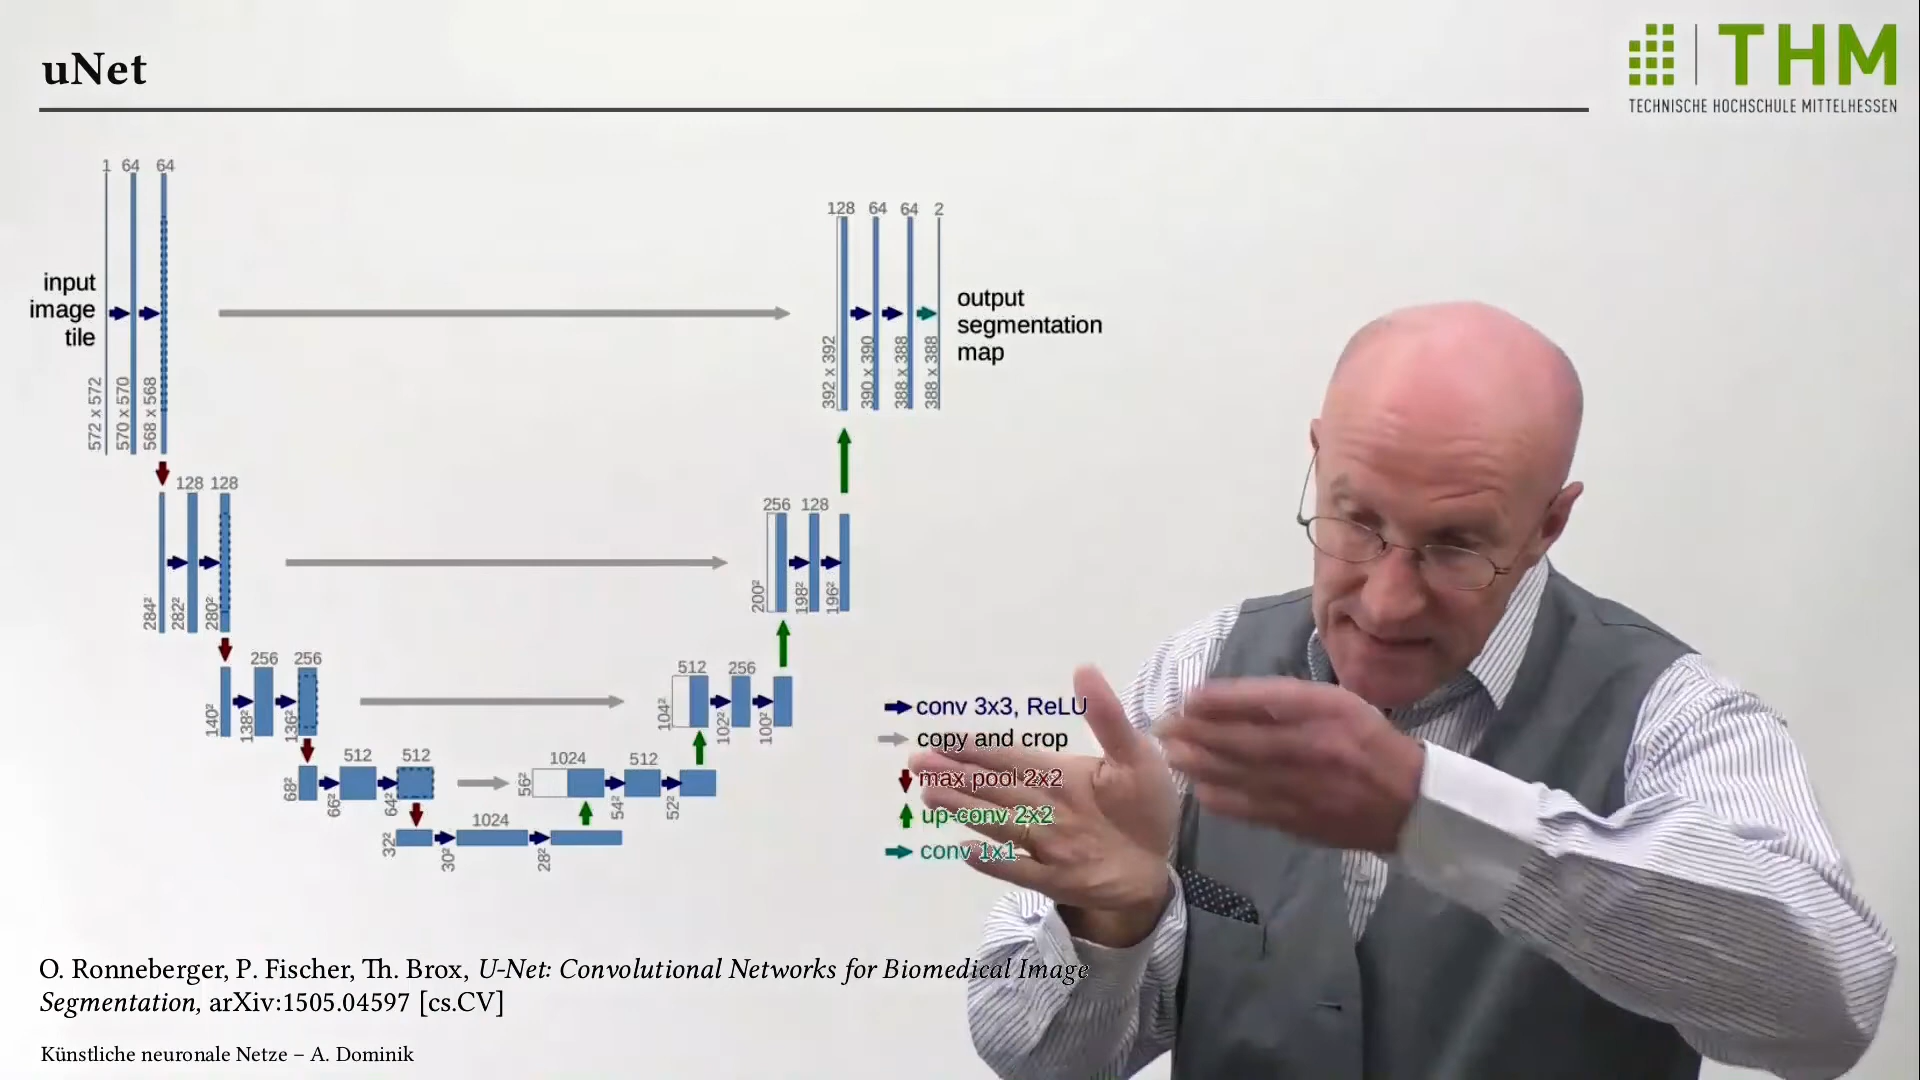 uNet
THM
TECHNISCHE HOCHSCHULE MITTELHESSEN
1 64 64
128 64 64 2
input
image
tile
output
segmentation
map
572 x 572
570 x 570
568 x 568
392 x 392
390 x 390
388 x 388
388 x 388
128 128
256 128
284²
282²
280²
200²
198²
196²
256 256
512 256
140²
138²
136²
104²
102²
100²
512 512
1024 512
68²
66²
64²
56²
54²
52²
1024
32²
30²
28²
conv 3x3, ReLU
copy and crop
max pool 2x2
up-conv 2x2
conv 1x1
O. Ronneberger, P. Fischer, Th. Brox, U-Net: Convolutional Networks for Biomedical Image
Segmentation, arXiv:1505.04597 [cs.CV]
Künstliche neuronale Netze – A. Dominik